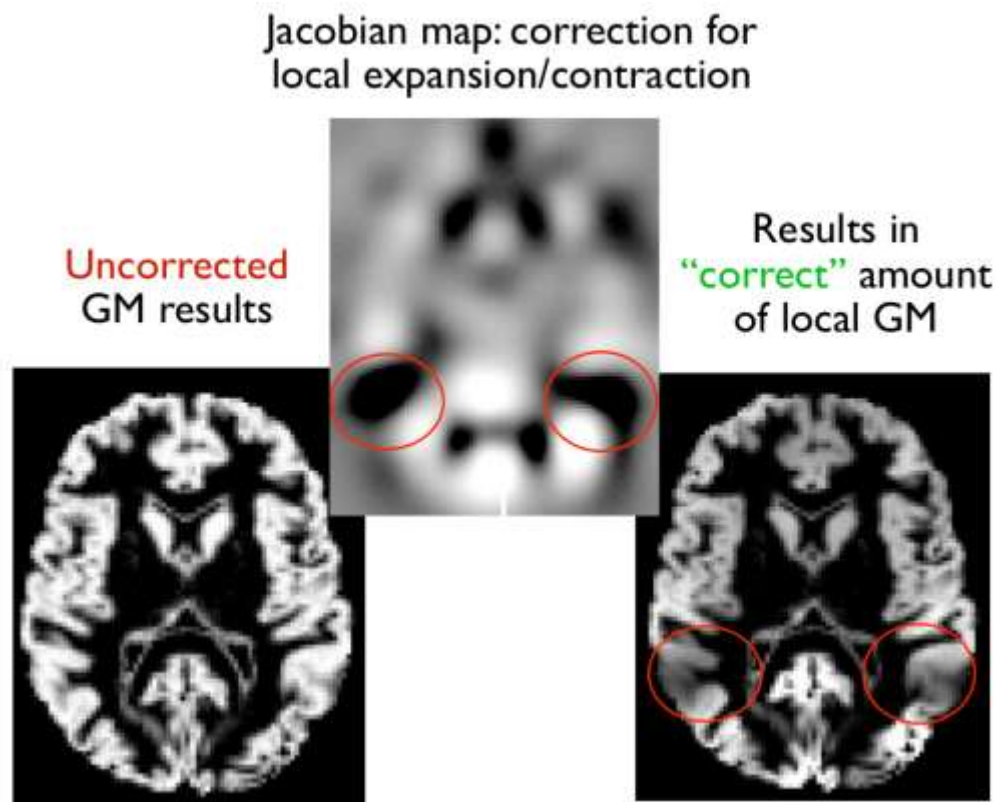 Jacobian map: correction for
local expansion/contraction
Uncorrected
GM results
Results in
“correct” amount
of local GM